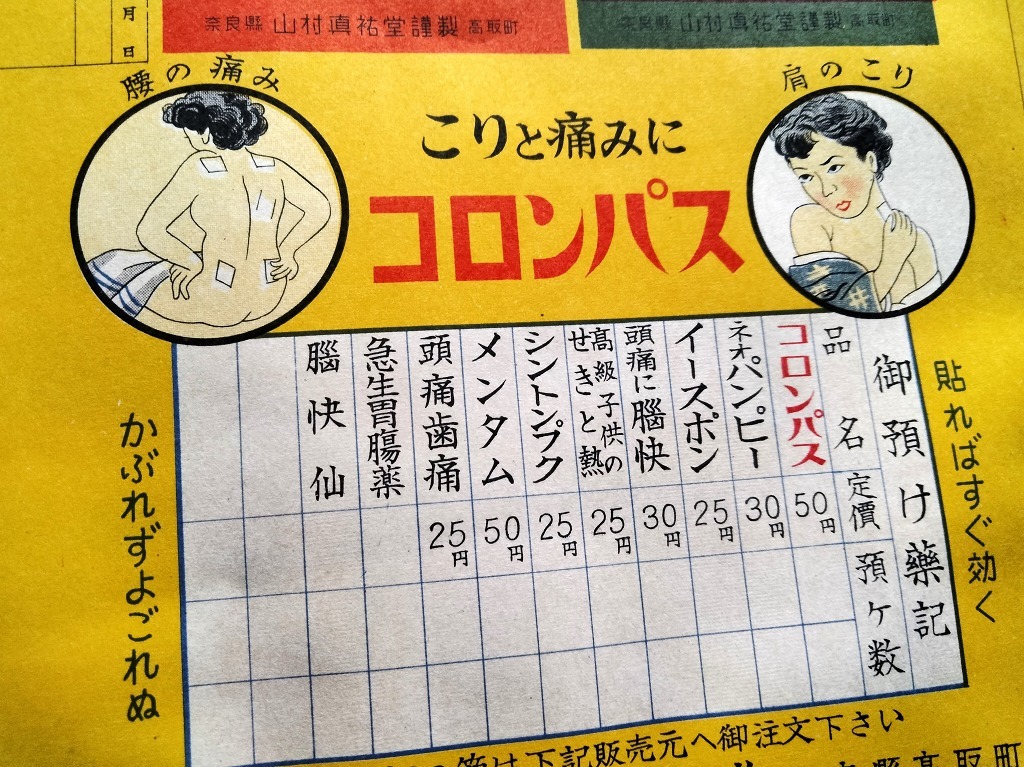 月
日
奈良縣 山村真祐堂謹製 高取町
奈良縣 山村真祐堂謹製 高取町
腰の痛み
肩のこり
こりと痛みに
コロンパス
貼ればすぐ効く
御預け薬記
品名 定價 預ケ数
コロンパス 50円
ネオパンピー 30円
イースポン 25円
頭痛に脳快 30円
高級子供の
せきと熱 25円
シントンプク 25円
メンタム 50円
頭痛歯痛 25円
急生胃腸薬
腦快仙
かぶれずよごれぬ
は下記販売元へ御注文下さい
縣高取町